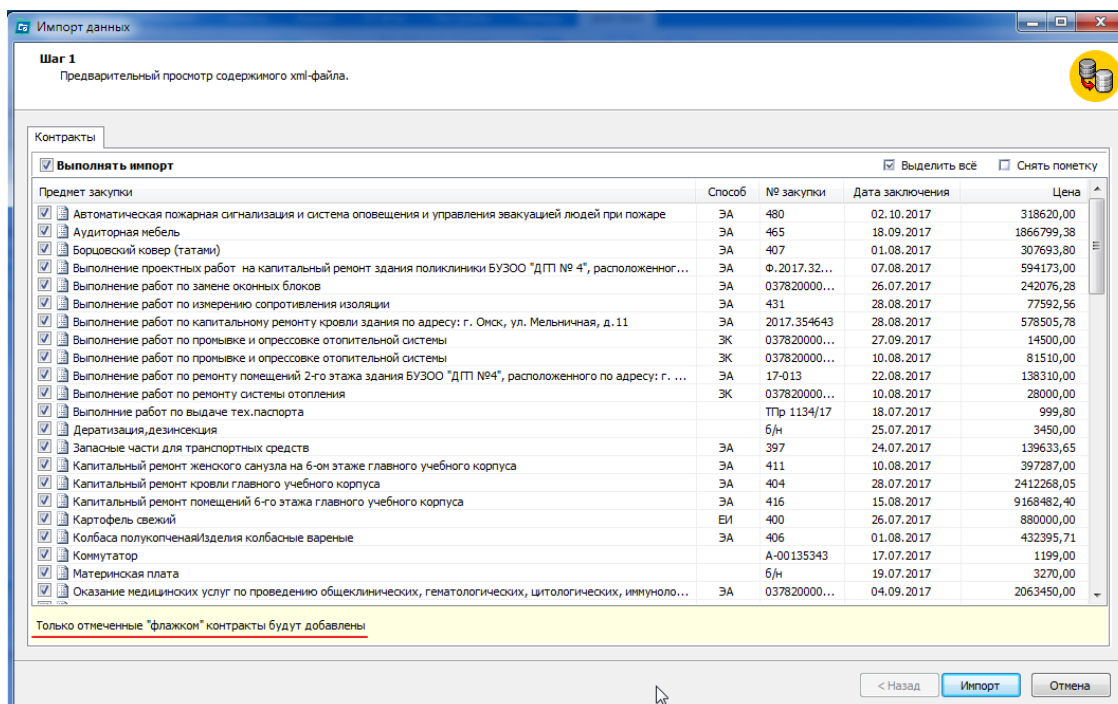 Импорт данных
Шаг 1
Предварительный просмотр содержимого xml-файла.
Контракты
Выполнять импорт Выделить всё Снять пометку
Предмет закупки Способ № закупки Дата заключения Цена
Автоматическая пожарная сигнализация и система оповещения и управления эвакуацией людей при пожаре ЭА 480 02.10.2017 318620,00
Аудиторная мебель ЭА 465 18.09.2017 1866799,38
Борцовский ковер (татами) ЭА 407 01.08.2017 307693,80
Выполнение проектных работ на капитальный ремонт здания поликлиники БУЗОО "ДГП № 4", расположенног... ЭА Ф.2017.32... 07.08.2017 594173,00
Выполнение работ по замене оконных блоков ЭА 037820000... 26.07.2017 242076,28
Выполнение работ по измерению сопротивления изоляции ЭА 431 28.08.2017 77592,56
Выполнение работ по капитальному ремонту кровли здания по адресу: г. Омск, ул. Мельничная, д.11 ЭА 2017.354643 28.08.2017 578505,78
Выполнение работ по промывке и опрессовке отопительной системы ЗК 037820000... 27.09.2017 14500,00
Выполнение работ по промывке и опрессовке отопительной системы ЗК 037820000... 10.08.2017 81510,00
Выполнение работ по ремонту помещений 2-го этажа здания БУЗОО "ДГП №4", расположенного по адресу: г. ... ЭА 17-013 22.08.2017 138310,00
Выполнение работ по ремонту системы отопления ЗК 037820000... 10.08.2017 28000,00
Выполнние работ по выдаче тех.паспорта ТПр 1134/17 18.07.2017 999,80
Дератизация,дезинсекция б/н 25.07.2017 3450,00
Запасные части для транспортных средств ЭА 397 24.07.2017 139633,65
Капитальный ремонт женского санузла на 6-ом этаже главного учебного корпуса ЭА 411 10.08.2017 397287,00
Капитальный ремонт кровли главного учебного корпуса ЭА 404 28.07.2017 2412268,05
Капитальный ремонт помещений 6-го этажа главного учебного корпуса ЭА 416 15.08.2017 9168482,40
Картофель свежий ЕИ 400 26.07.2017 880000,00
Колбаса полукопченаяИзделия колбасные вареные ЭА 406 01.08.2017 432395,71
Коммутатор А-00135343 17.07.2017 1199,00
Материнская плата б/н 19.07.2017 3270,00
Оказание медицинских услуг по проведению общеклинических, гематологических, цитологических, иммуноло... ЭА 037820000... 04.09.2017 2063450,00
Только отмеченные "флажком" контракты будут добавлены
< Назад Импорт Отмена